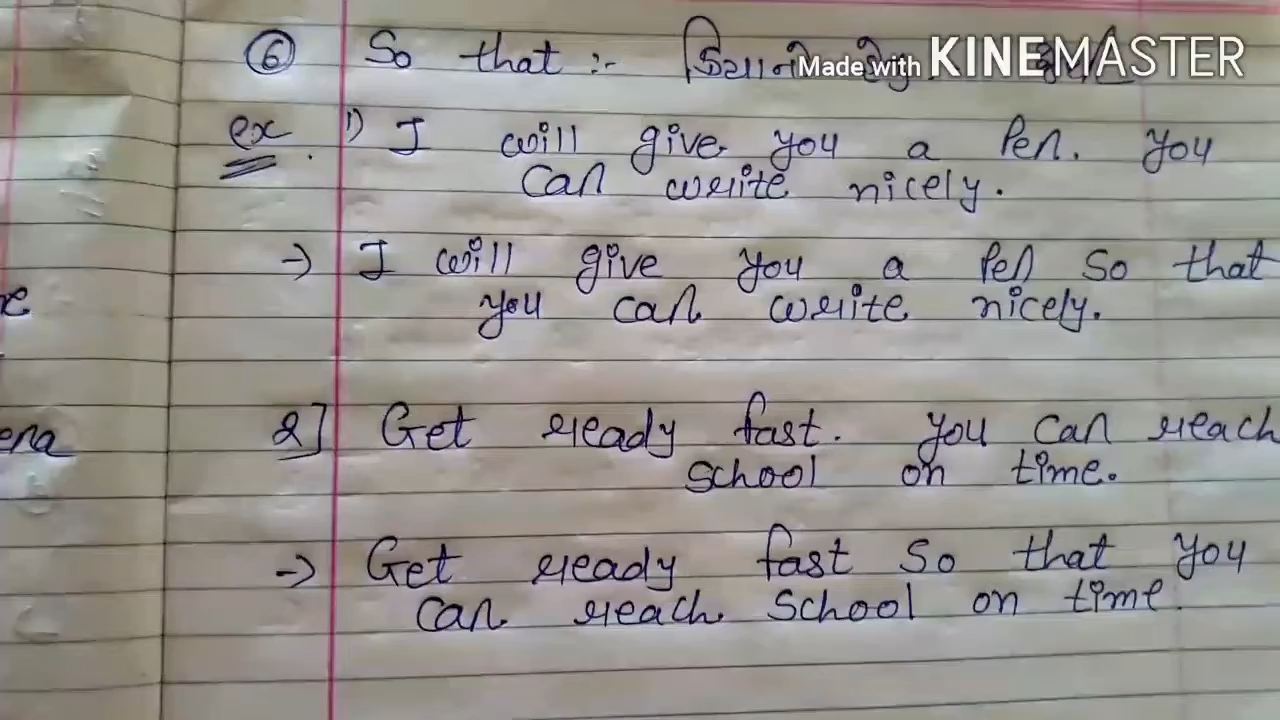 6 So that :- ક્રિયાનો હેતુ
Made with KINEMASTER
ex. 1) I will give you a Pen. you
can write nicely.
→ I will give you a Pen so that
you can write nicely.
2] Get ready fast. you can reach
school on time.
→ Get ready fast so that you
can reach school on time.
ena